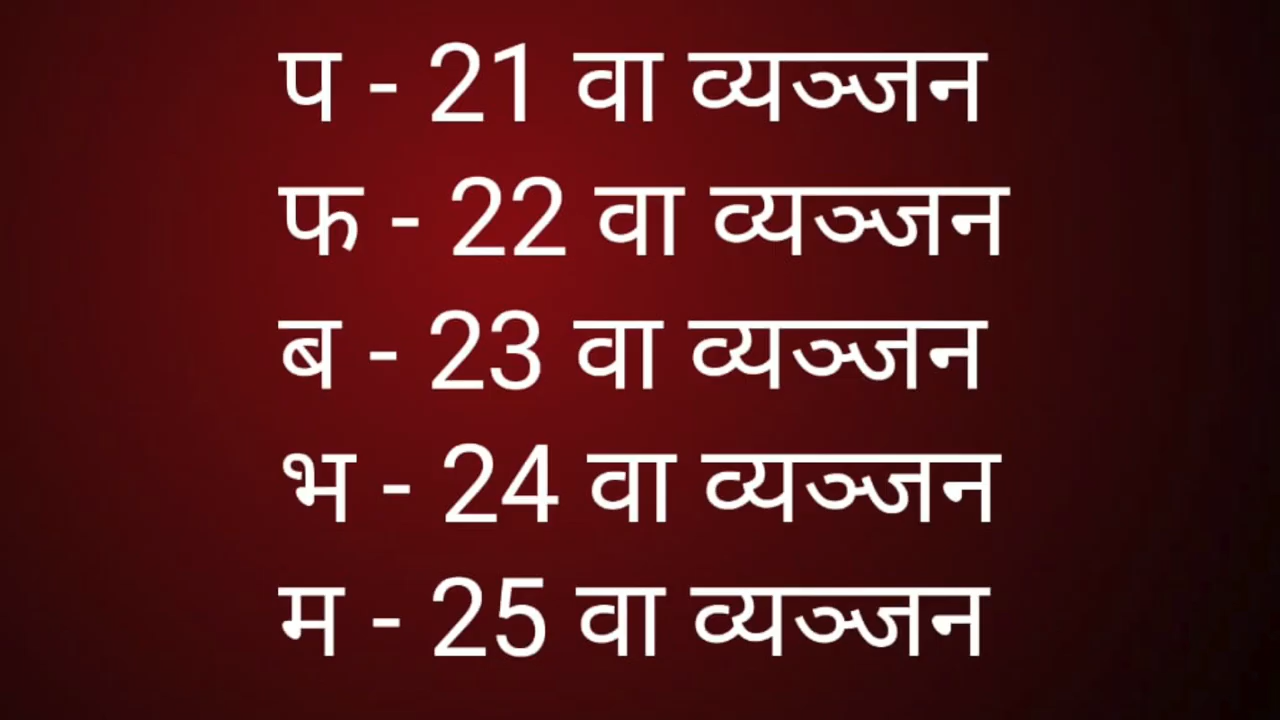 प - 21 वा व्यञ्जन
फ - 22 वा व्यञ्जन
ब - 23 वा व्यञ्जन
भ - 24 वा व्यञ्जन
म - 25 वा व्यञ्जन